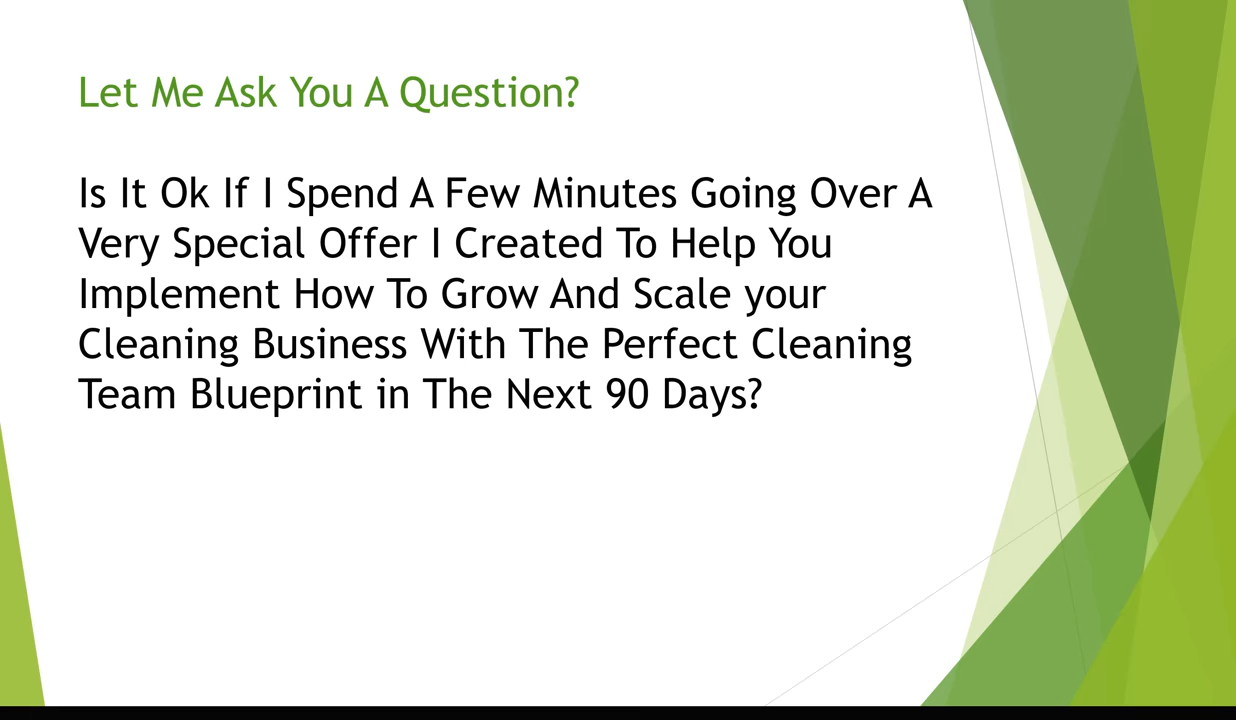 Let Me Ask You A Question?
Is It Ok If I Spend A Few Minutes Going Over A
Very Special Offer I Created To Help You
Implement How To Grow And Scale your
Cleaning Business With The Perfect Cleaning
Team Blueprint in The Next 90 Days?